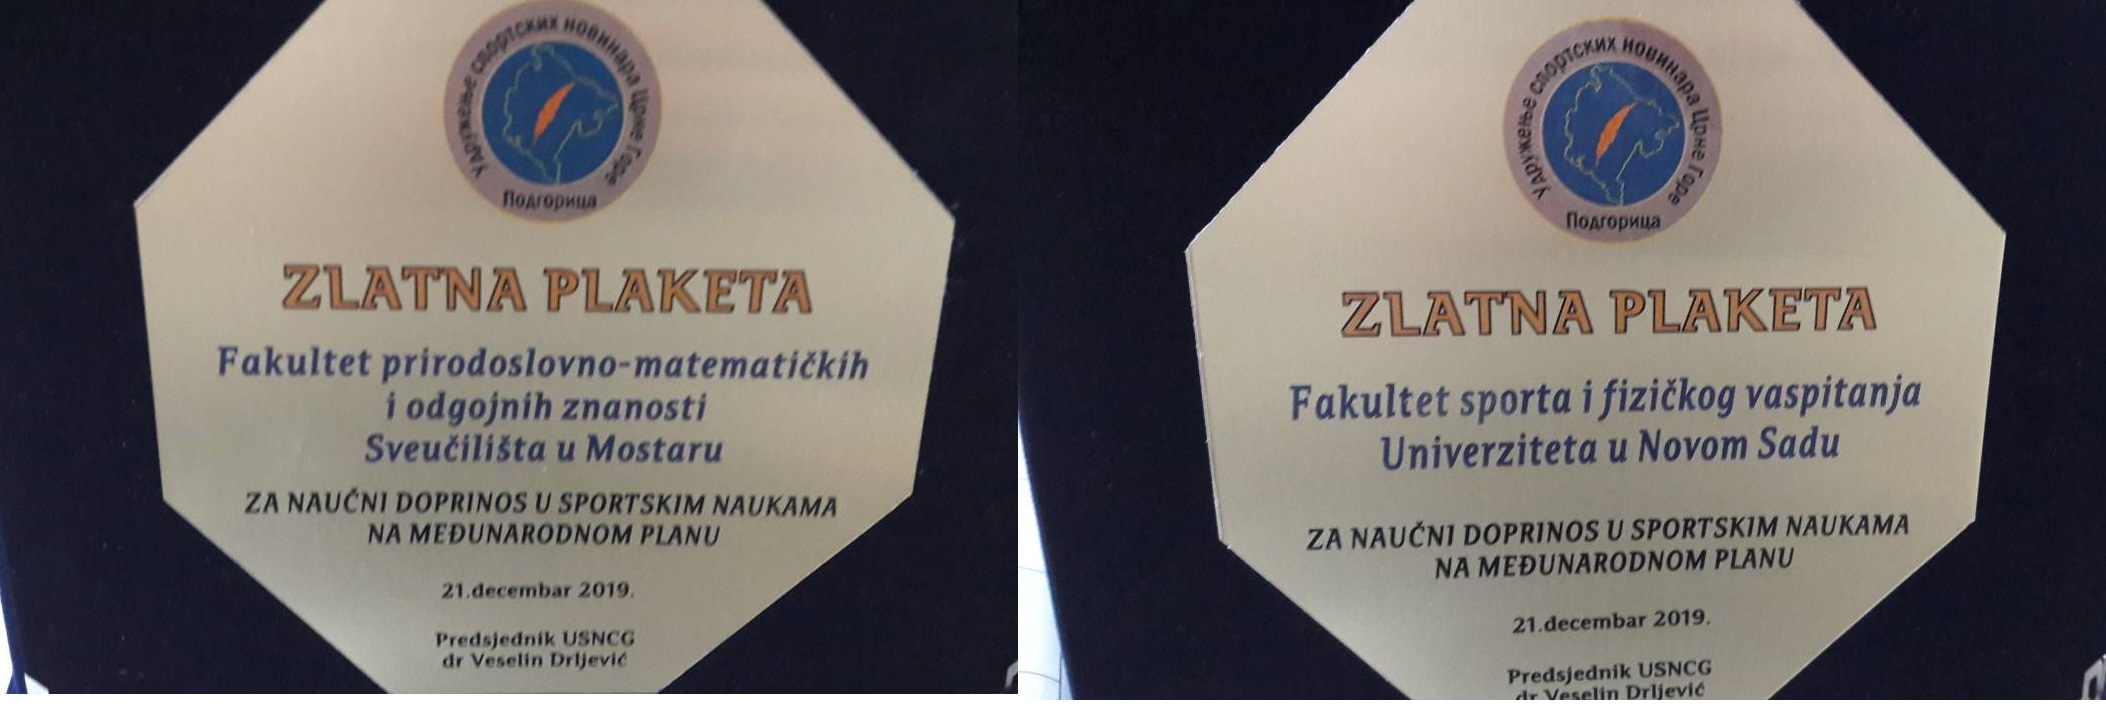 Удружење спортских новинара Црне Горе
Подгорица
ZLATNA PLAKETA
Fakultet prirodoslovno-matematičkih
i odgojnih znanosti
Sveučilišta u Mostaru
ZA NAUČNI DOPRINOS U SPORTSKIM NAUKAMA
NA MEĐUNARODNOM PLANU
21.decembar 2019.
Predsjednik USNCG
dr Veselin Drljević
Удружење спортских новинара Црне Горе
Подгорица
ZLATNA PLAKETA
Fakultet sporta i fizičkog vaspitanja
Univerziteta u Novom Sadu
ZA NAUČNI DOPRINOS U SPORTSKIM NAUKAMA
NA MEĐUNARODNOM PLANU
21.decembar 2019.
Predsjednik USNCG
dr Veselin Drljević